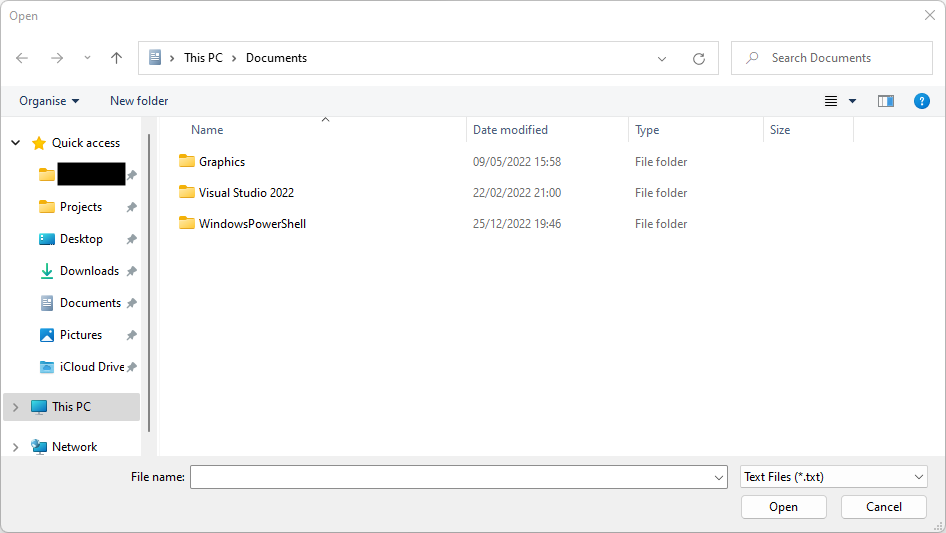 Open
This PC > Documents
Search Documents
Organise
New folder
?
Name
Date modified
Type
Size
Quick access
Projects
Desktop
Downloads
Documents
Pictures
iCloud Drive
This PC
Network
Graphics 09/05/2022 15:58 File folder
Visual Studio 2022 22/02/2022 21:00 File folder
WindowsPowerShell 25/12/2022 19:46 File folder
File name:
Text Files (*.txt)
Open
Cancel